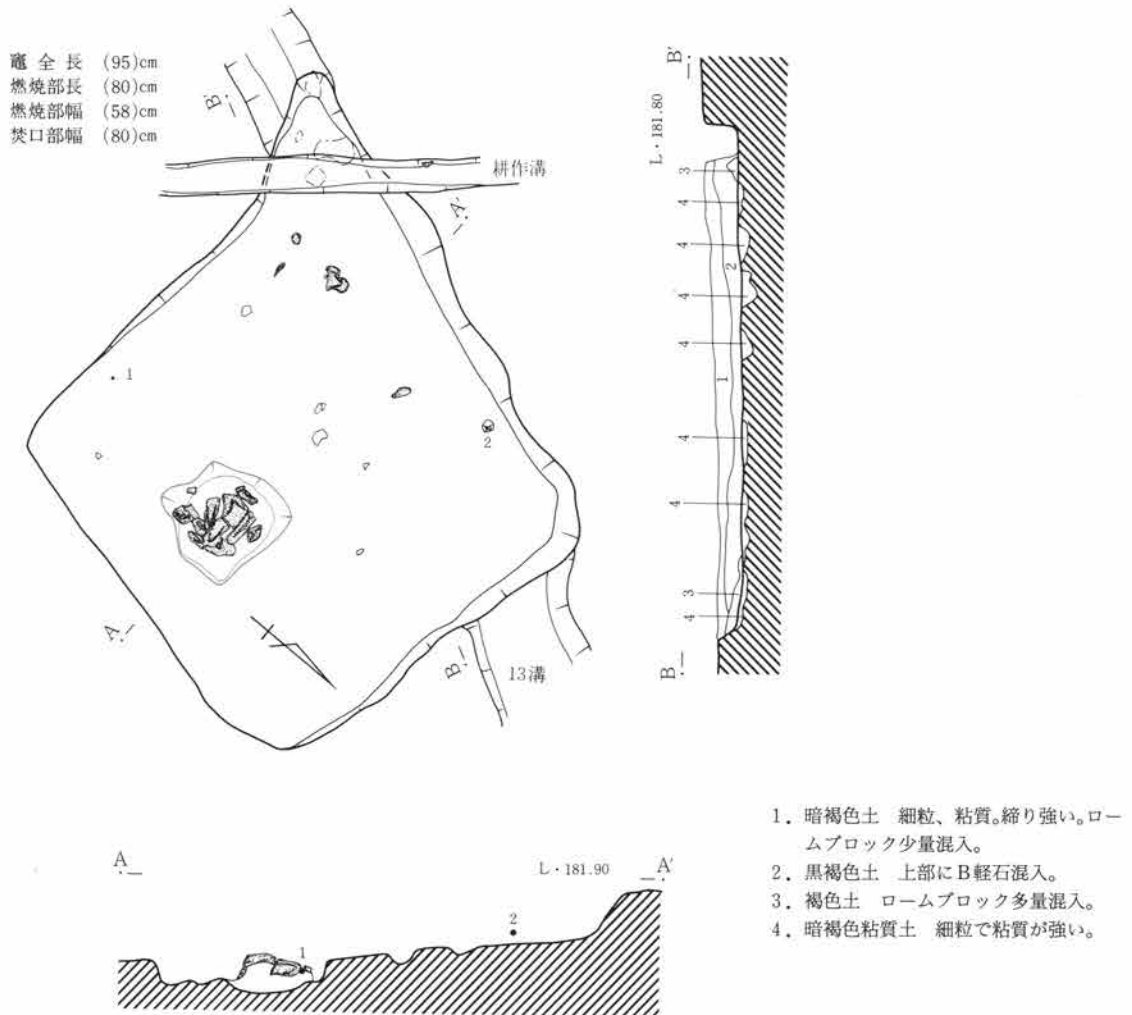 竈 全 長 (95)cm
燃焼部長 (80)cm
燃焼部幅 (58)cm
焚口部幅 (80)cm
B′
耕作溝
A′
1
2
A
B
13溝
B′
L・181.80
3
4
4
2
4
4
1
4
4
3
4
B
A
L・181.90
A′
2
1
1. 暗褐色土 細粒、粘質。締り強い。ロー
ムブロック少量混入。
2. 黒褐色土 上部にB軽石混入。
3. 褐色土 ロームブロック多量混入。
4. 暗褐色粘質土 細粒で粘質が強い。